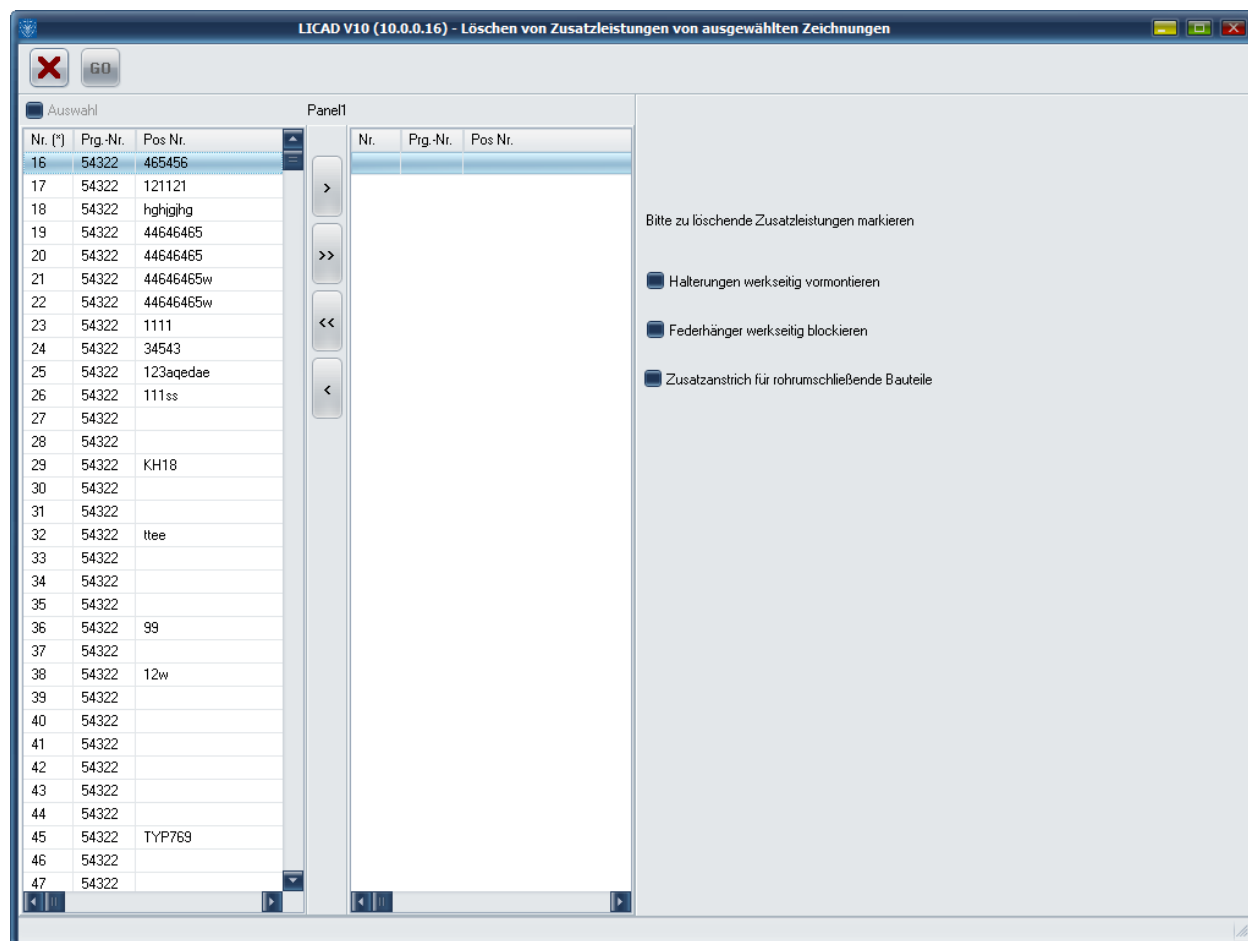 LICAD V10 (10.0.0.16) - Löschen von Zusatzleistungen von ausgewählten Zeichnungen
GO
Auswahl
Panel1
Nr. (*) Prg.-Nr. Pos Nr.
16 54322 465456
17 54322 121121
18 54322 hghjgjhg
19 54322 44646465
20 54322 44646465
21 54322 44646465w
22 54322 44646465w
23 54322 1111
24 54322 34543
25 54322 123aqedae
26 54322 111ss
27 54322
28 54322
29 54322 KH18
30 54322
31 54322
32 54322 ttee
33 54322
34 54322
35 54322
36 54322 99
37 54322
38 54322 12w
39 54322
40 54322
41 54322
42 54322
43 54322
44 54322
45 54322 TYP769
46 54322
47 54322
>
>>
<<
<
Nr. Prg.-Nr. Pos Nr.
Bitte zu löschende Zusatzleistungen markieren
Halterungen werkseitig vormontieren
Federhänger werkseitig blockieren
Zusatzanstrich für rohrumschließende Bauteile